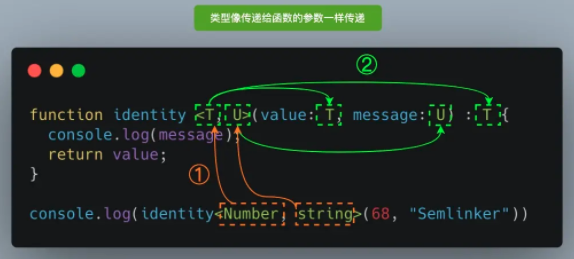 类型像传递给函数的参数一样传递
②
function identity <T, U>(value: T, message: U) : T {
console.log(message);
return value;
①
}
console.log(identity<Number, string>(68, "Semlinker"))